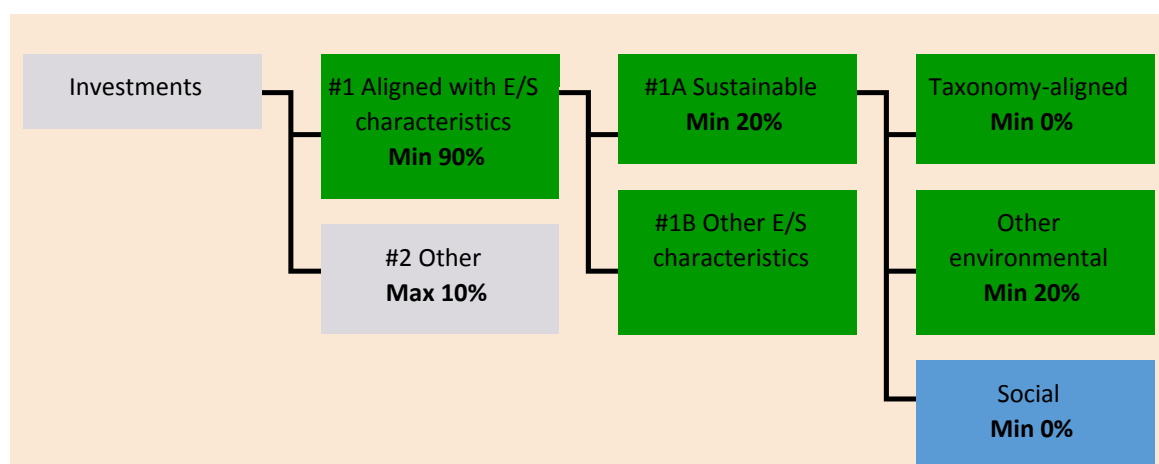 Investments
#1 Aligned with E/S
characteristics
Min 90%
#2 Other
Max 10%
#1A Sustainable
Min 20%
#1B Other E/S
characteristics
Taxonomy-aligned
Min 0%
Other
environmental
Min 20%
Social
Min 0%